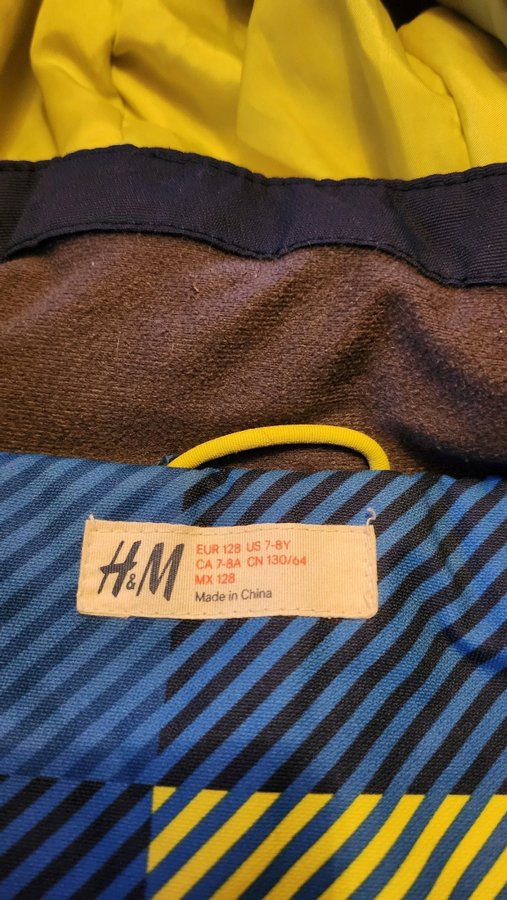 H&M
EUR 128 US 7-8Y
CA 7-8A CN 130/64
MX 128
Made in China